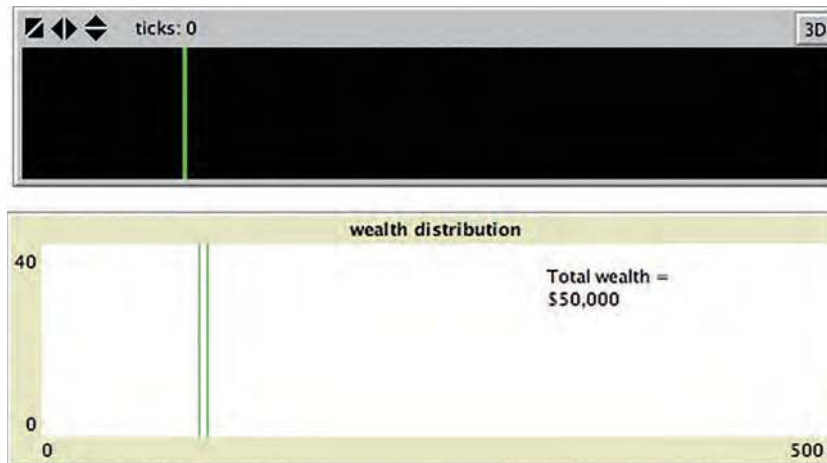 ticks: 0
3D
wealth distribution
40
Total wealth =
$50,000
0
0
500